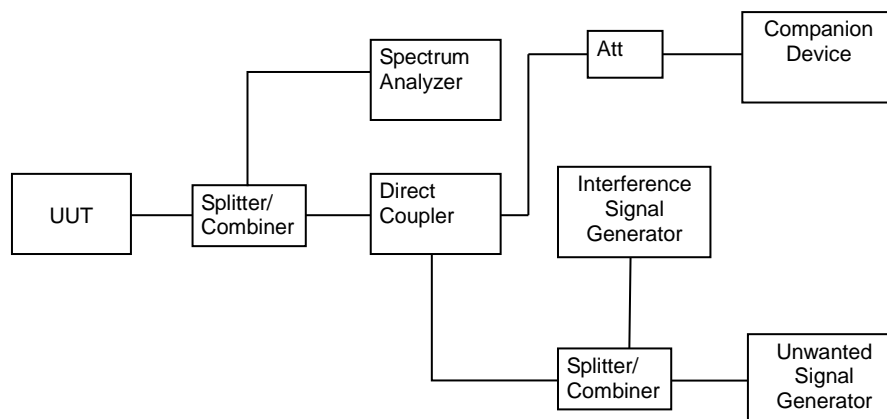 Spectrum
Analyzer
Att
Companion
Device
UUT
Splitter/
Combiner
Direct
Coupler
Interference
Signal
Generator
Splitter/
Combiner
Unwanted
Signal
Generator